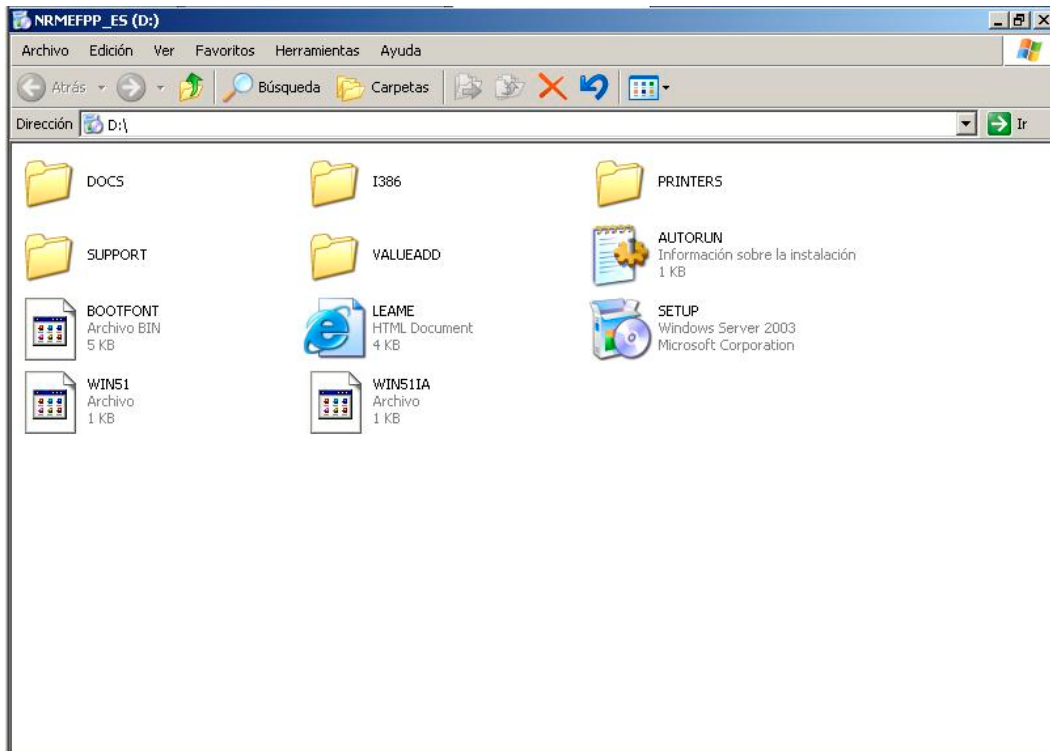 NRMEFPP_ES (D:)
Archivo Edición Ver Favoritos Herramientas Ayuda
Atrás Búsqueda Carpetas
Dirección D:\ Ir
DOCS I386 PRINTERS
SUPPORT VALUEADD AUTORUN
Información sobre la instalación
1 KB
BOOTFONT
Archivo BIN
5 KB
LEAME
HTML Document
4 KB
SETUP
Windows Server 2003
Microsoft Corporation
WIN51
Archivo
1 KB
WIN51IA
Archivo
1 KB